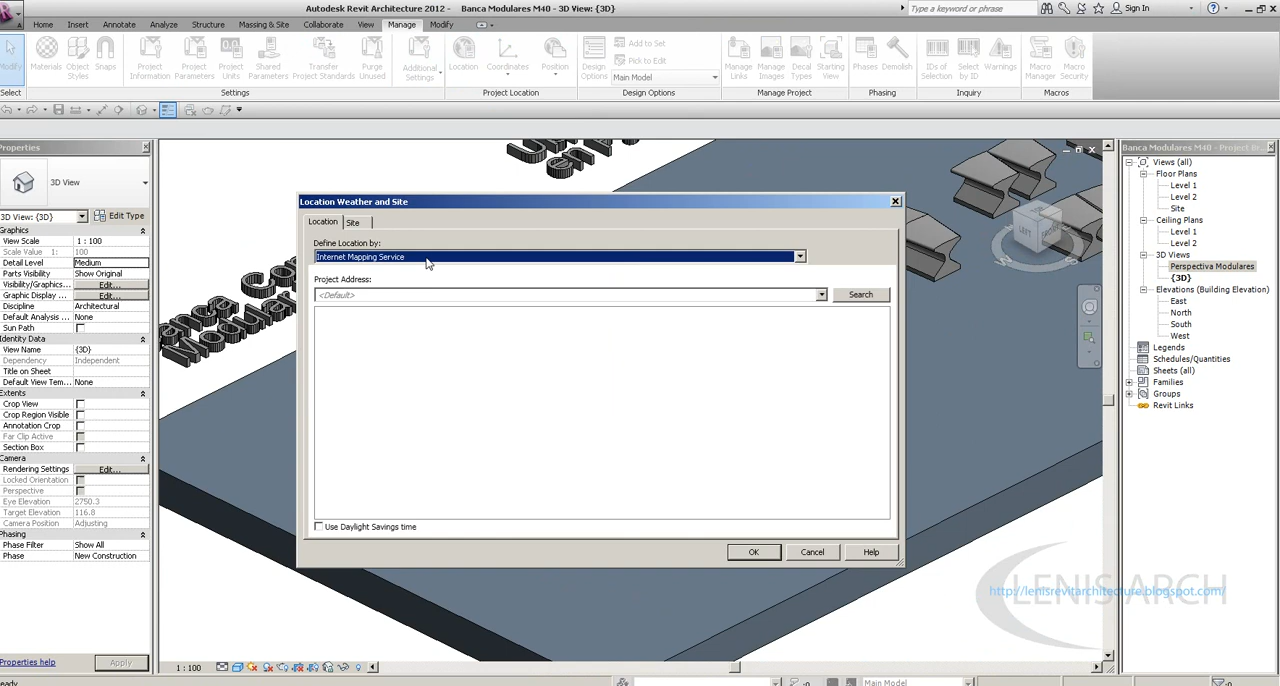 Autodesk Revit Architecture 2012 - Banca Modulares M40 - 3D View: {3D}
Type a keyword or phrase
Sign In
Home Insert Annotate Analyze Structure Massing & Site Collaborate View Manage Modify
Modify
Materials
Object Styles
Snaps
Project Information
Project Parameters
Project Units
Shared Parameters
Transfer Project Standards
Purge Unused
Additional Settings
Location
Coordinates
Position
Design Options
Add to Set
Pick to Edit
Main Model
Manage Links
Manage Images
Decal Types
Starting View
Phases
Demolish
IDs of Selection
Select by ID
Warnings
Macro Manager
Macro Security
Select
Settings
Project Location
Design Options
Manage Project
Phasing
Inquiry
Macros
Properties
3D View
3D View: {3D}
Edit Type
Graphics
View Scale 1 : 100
Scale Value 1: 100
Detail Level Medium
Parts Visibility Show Original
Visibility/Graphics... Edit...
Graphic Display ... Edit...
Discipline Architectural
Default Analysis ... None
Sun Path
Identity Data
View Name {3D}
Dependency Independent
Title on Sheet
Default View Tem... None
Extents
Crop View
Crop Region Visible
Annotation Crop
Far Clip Active
Section Box
Camera
Rendering Settings Edit...
Locked Orientation
Perspective
Eye Elevation 2750.3
Target Elevation 116.8
Camera Position Adjusting
Phasing
Phase Filter Show All
Phase New Construction
Properties help
Apply
Location Weather and Site
Location Site
Define Location by:
Internet Mapping Service
Project Address:
<Default>
Search
Use Daylight Savings time
OK Cancel Help
LEFT
Banca Modulares M40 - Project Br...
Views (all)
Floor Plans
Level 1
Level 2
Site
Ceiling Plans
Level 1
Level 2
3D Views
Perspectiva Modulares
{3D}
Elevations (Building Elevation)
East
North
South
West
Legends
Schedules/Quantities
Sheets (all)
Families
Groups
Revit Links
LENIS ARCH
http://lenisrevitarchitecture.blogspot.com/
1 : 100
Main Model